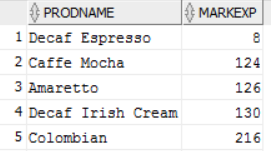 PRODNAME MARKEXP
1 Decaf Espresso 8
2 Caffe Mocha 124
3 Amaretto 126
4 Decaf Irish Cream 130
5 Colombian 216